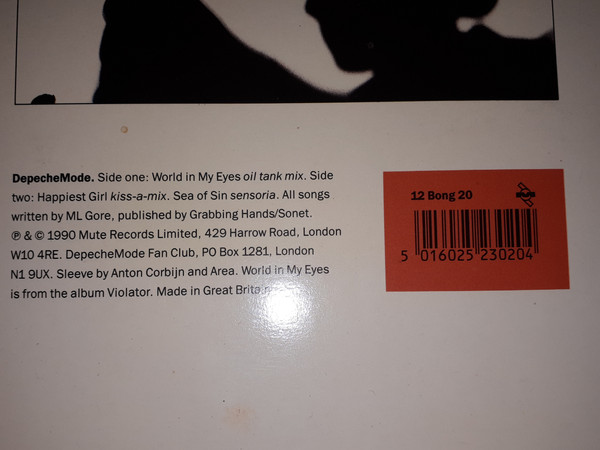 DepecheMode. Side one: World in My Eyes oil tank mix. Side
two: Happiest Girl kiss-a-mix. Sea of Sin sensoria. All songs
written by ML Gore, published by Grabbing Hands/Sonet.
℗ & © 1990 Mute Records Limited, 429 Harrow Road, London
W10 4RE. DepecheMode Fan Club, PO Box 1281, London
N1 9UX. Sleeve by Anton Corbijn and Area. World in My Eyes
is from the album Violator. Made in Great Britain.
12 Bong 20
5 016025 230204